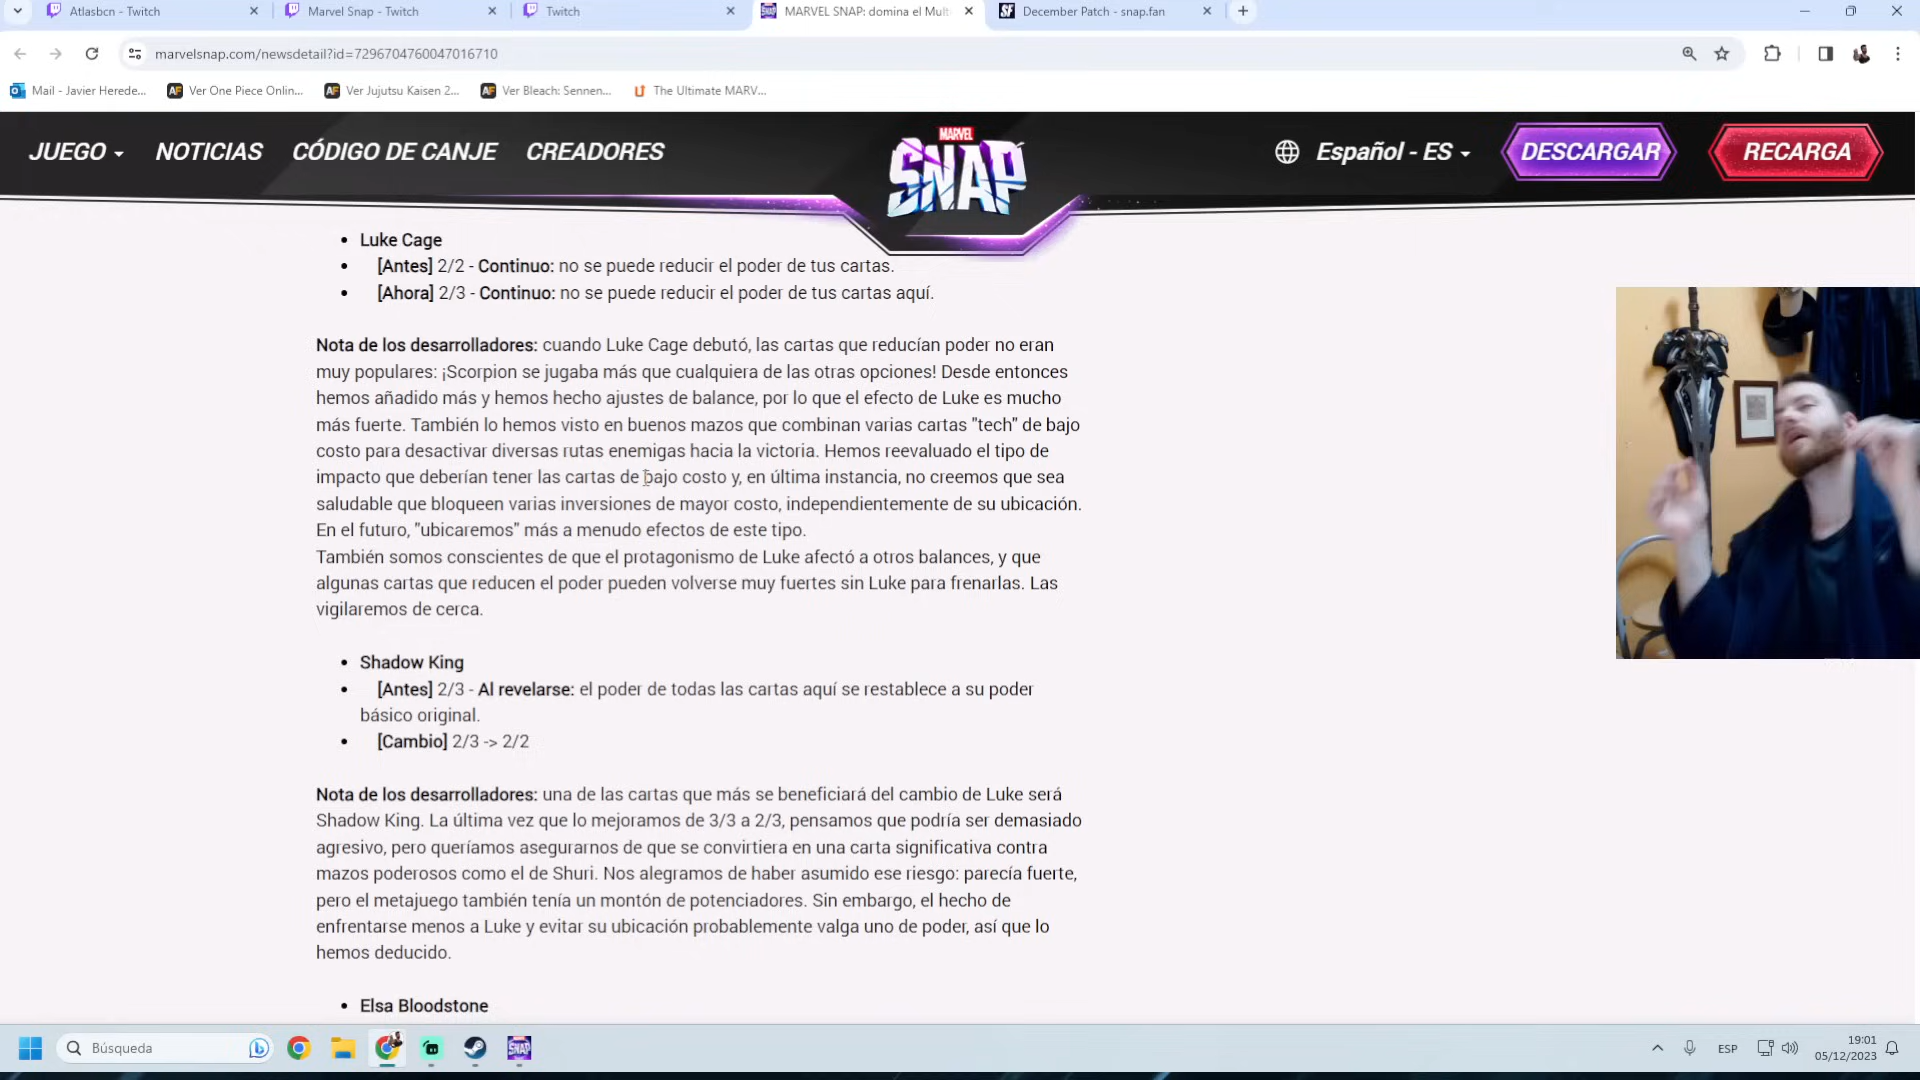 Atlasbcn - Twitch
Marvel Snap - Twitch
Twitch
MARVEL SNAP: domina el Mult
December Patch - snap.fan
marvelsnap.com/newsdetail?id=7296704760047016710
Mail - Javier Herede...
Ver One Piece Onlin...
Ver Jujutsu Kaisen 2...
Ver Bleach: Sennen...
The Ultimate MARV...
JUEGO
NOTICIAS
CÓDIGO DE CANJE
CREADORES
MARVEL
SNAP
Español - ES
DESCARGAR
RECARGA
• Luke Cage
• [Antes] 2/2 - Continuo: no se puede reducir el poder de tus cartas.
• [Ahora] 2/3 - Continuo: no se puede reducir el poder de tus cartas aquí.
Nota de los desarrolladores: cuando Luke Cage debutó, las cartas que reducían poder no eran
muy populares: ¡Scorpion se jugaba más que cualquiera de las otras opciones! Desde entonces
hemos añadido más y hemos hecho ajustes de balance, por lo que el efecto de Luke es mucho
más fuerte. También lo hemos visto en buenos mazos que combinan varias cartas "tech" de bajo
costo para desactivar diversas rutas enemigas hacia la victoria. Hemos reevaluado el tipo de
impacto que deberían tener las cartas de bajo costo y, en última instancia, no creemos que sea
saludable que bloqueen varias inversiones de mayor costo, independientemente de su ubicación.
En el futuro, "ubicaremos" más a menudo efectos de este tipo.
También somos conscientes de que el protagonismo de Luke afectó a otros balances, y que
algunas cartas que reducen el poder pueden volverse muy fuertes sin Luke para frenarlas. Las
vigilaremos de cerca.
• Shadow King
• [Antes] 2/3 - Al revelarse: el poder de todas las cartas aquí se restablece a su poder
básico original.
• [Cambio] 2/3 -> 2/2
Nota de los desarrolladores: una de las cartas que más se beneficiará del cambio de Luke será
Shadow King. La última vez que lo mejoramos de 3/3 a 2/3, pensamos que podría ser demasiado
agresivo, pero queríamos asegurarnos de que se convirtiera en una carta significativa contra
mazos poderosos como el de Shuri. Nos alegramos de haber asumido ese riesgo: parecía fuerte,
pero el metajuego también tenía un montón de potenciadores. Sin embargo, el hecho de
enfrentarse menos a Luke y evitar su ubicación probablemente valga uno de poder, así que lo
hemos deducido.
• Elsa Bloodstone
Búsqueda
ESP
19:01
05/12/2023